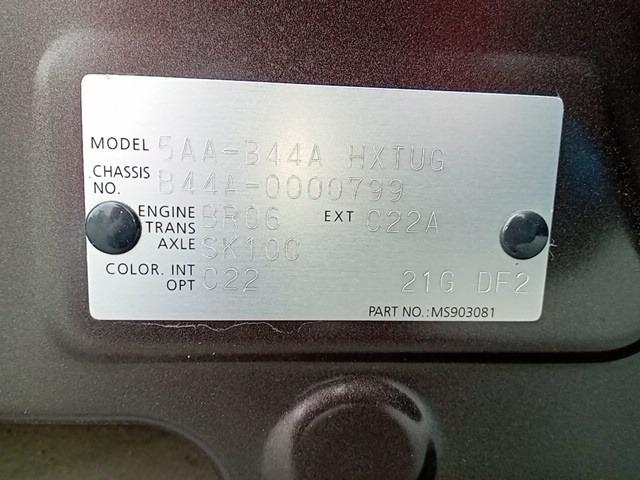 MODEL 5AA-B44A HXTUG
CHASSIS NO. B44A-0000799
ENGINE BR06 EXT C22A
TRANS AXLE SK10C
COLOR. INT C22
OPT 21G DF2
PART NO.:MS903081